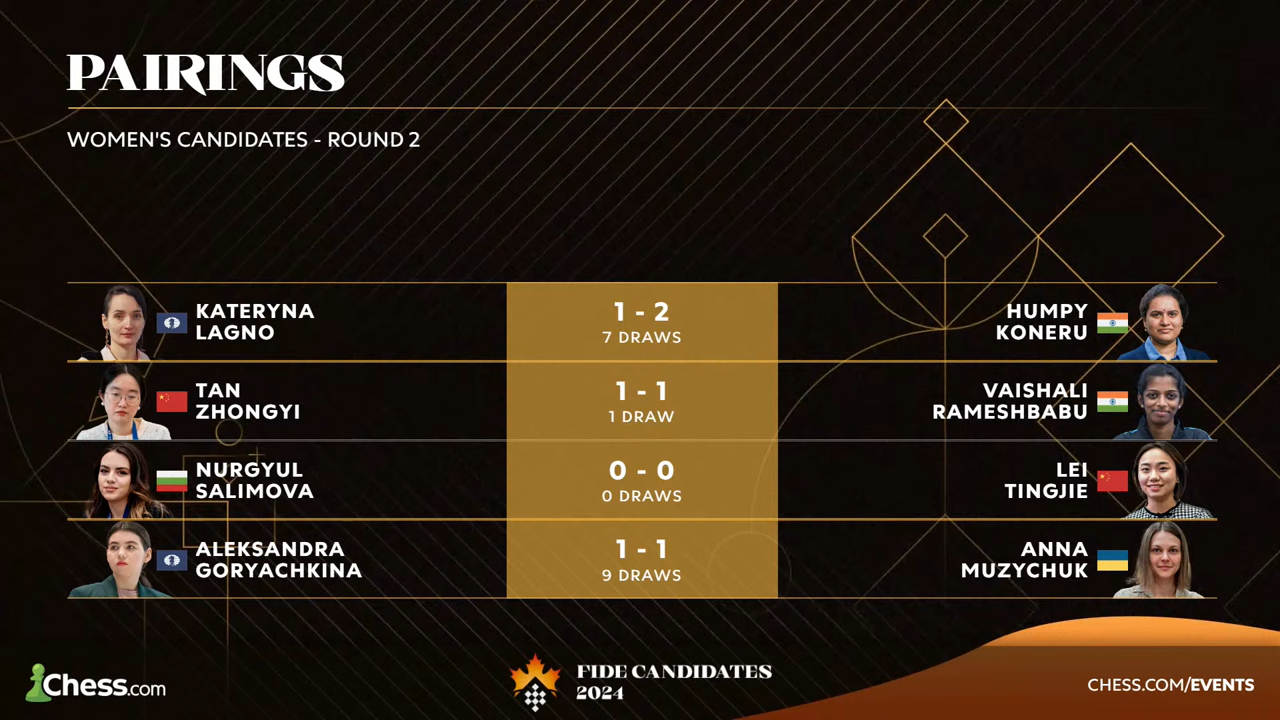 PAIRINGS
WOMEN'S CANDIDATES - ROUND 2
KATERYNA
LAGNO
1 - 2
7 DRAWS
HUMPY
KONERU
TAN
ZHONGYI
1 - 1
1 DRAW
VAISHALI
RAMESHBABU
NURGYUL
SALIMOVA
0 - 0
0 DRAWS
LEI
TINGJIE
ALEKSANDRA
GORYACHKINA
1 - 1
9 DRAWS
ANNA
MUZYCHUK
Chess.com
FIDE CANDIDATES
2024
CHESS.COM/EVENTS